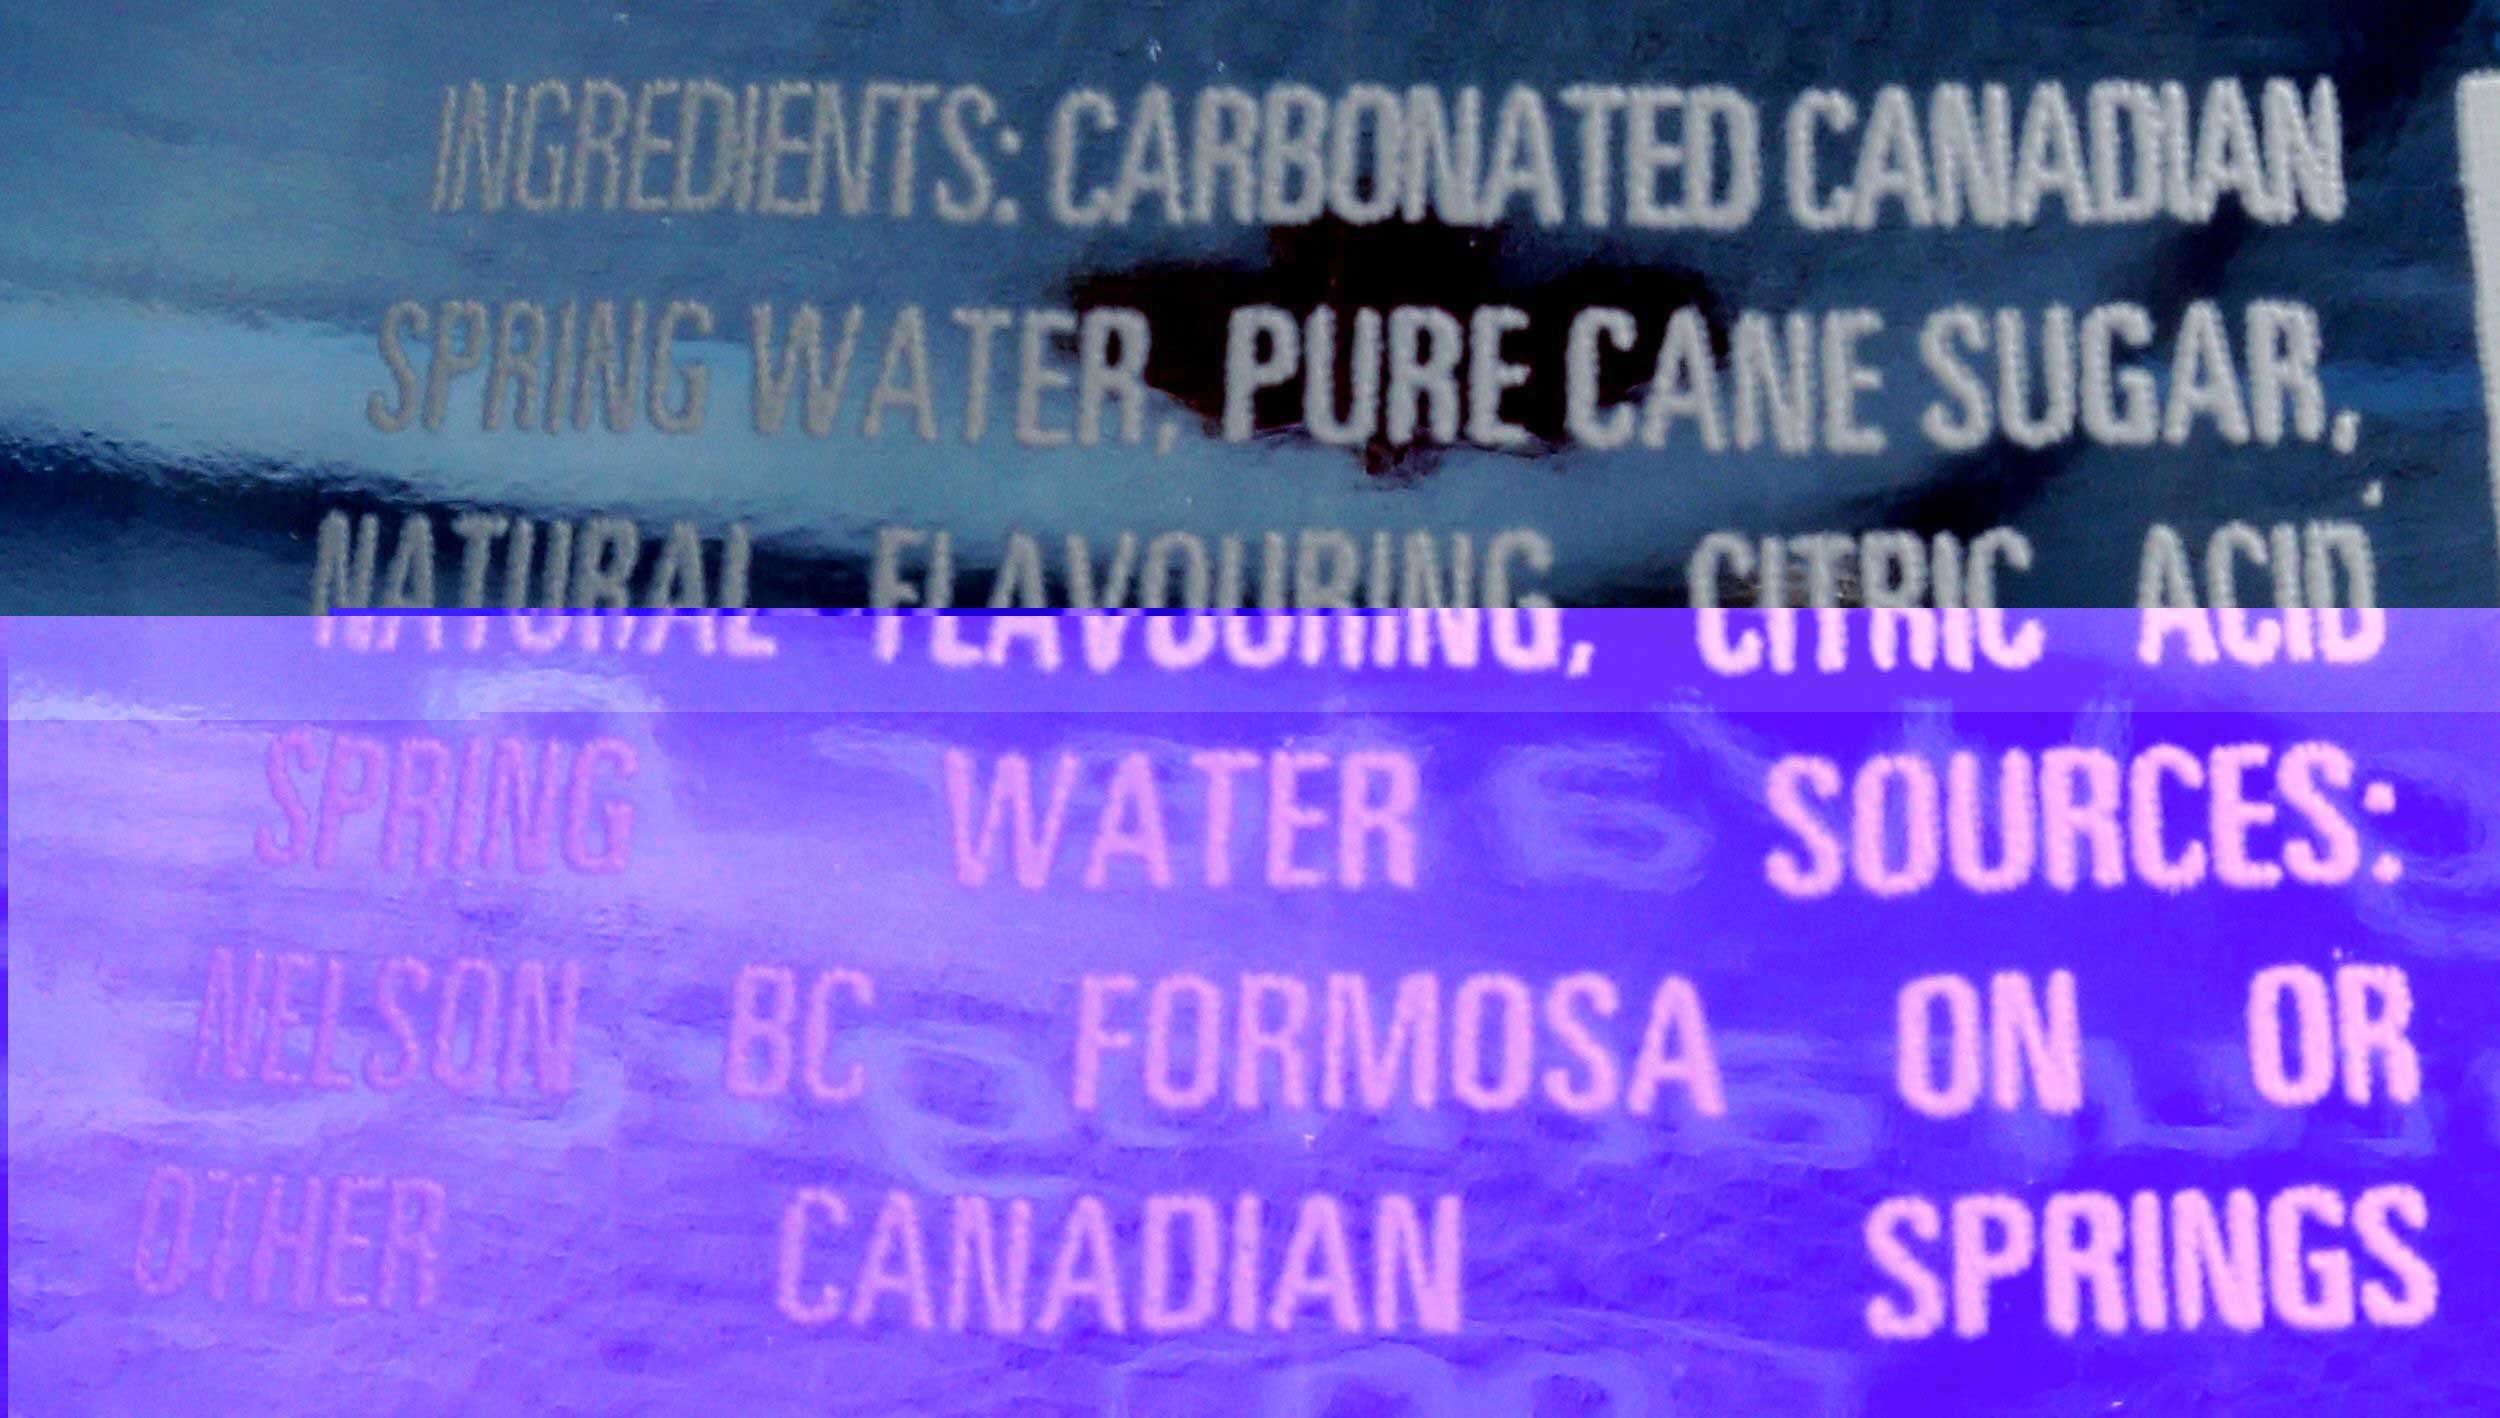 INGREDIENTS: CARBONATED CANADIAN
SPRING WATER, PURE CANE SUGAR,
NATURAL FLAVOURING, CITRIC ACID
SPRING WATER SOURCES:
NELSON BC FORMOSA ON OR
OTHER CANADIAN SPRINGS